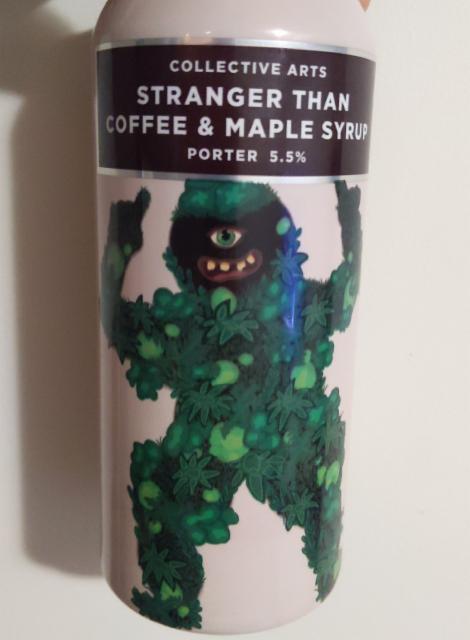 COLLECTIVE ARTS
STRANGER THAN
COFFEE & MAPLE SYRUP
PORTER 5.5%